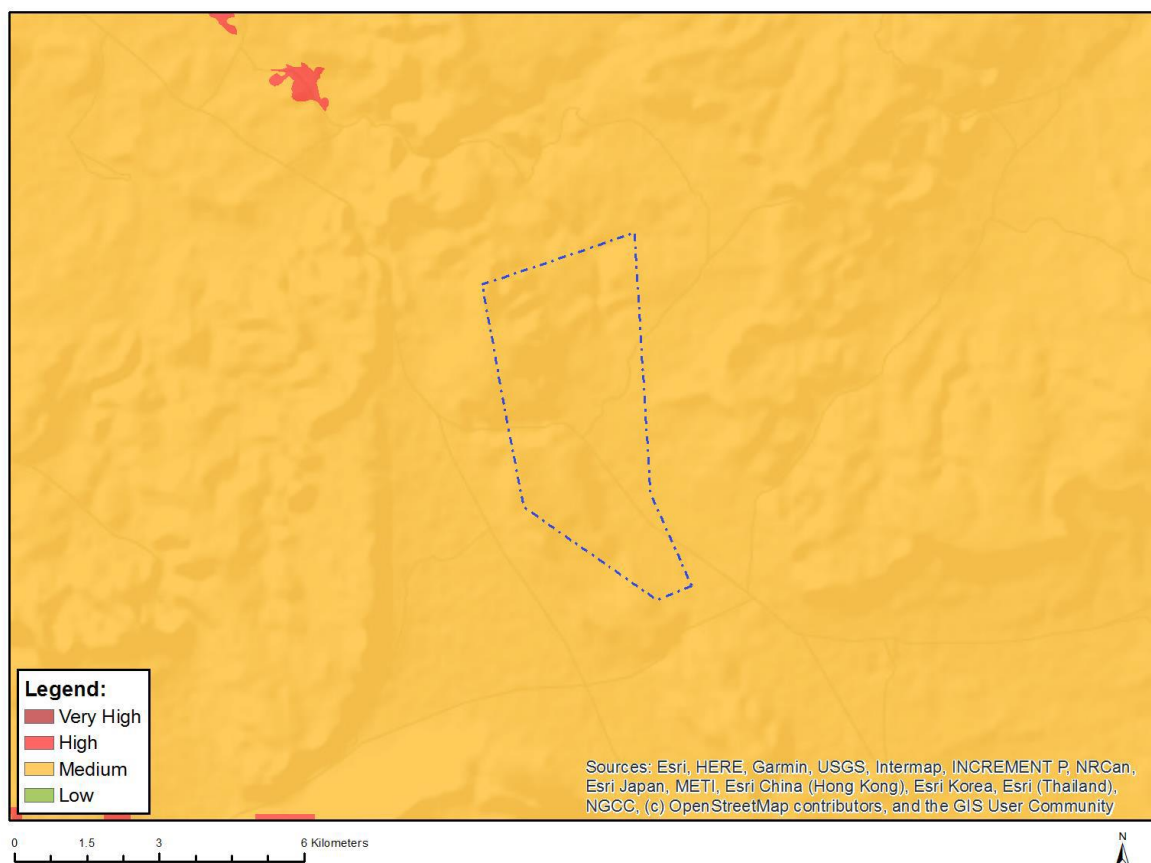 Legend:
Very High
High
Medium
Low
Sources: Esri, HERE, Garmin, USGS, Intermap, INCREMENT P, NRCan,
Esri Japan, METI, Esri China (Hong Kong), Esri Korea, Esri (Thailand),
NGCC, (c) OpenStreetMap contributors, and the GIS User Community
0 1.5 3 6 Kilometers
N